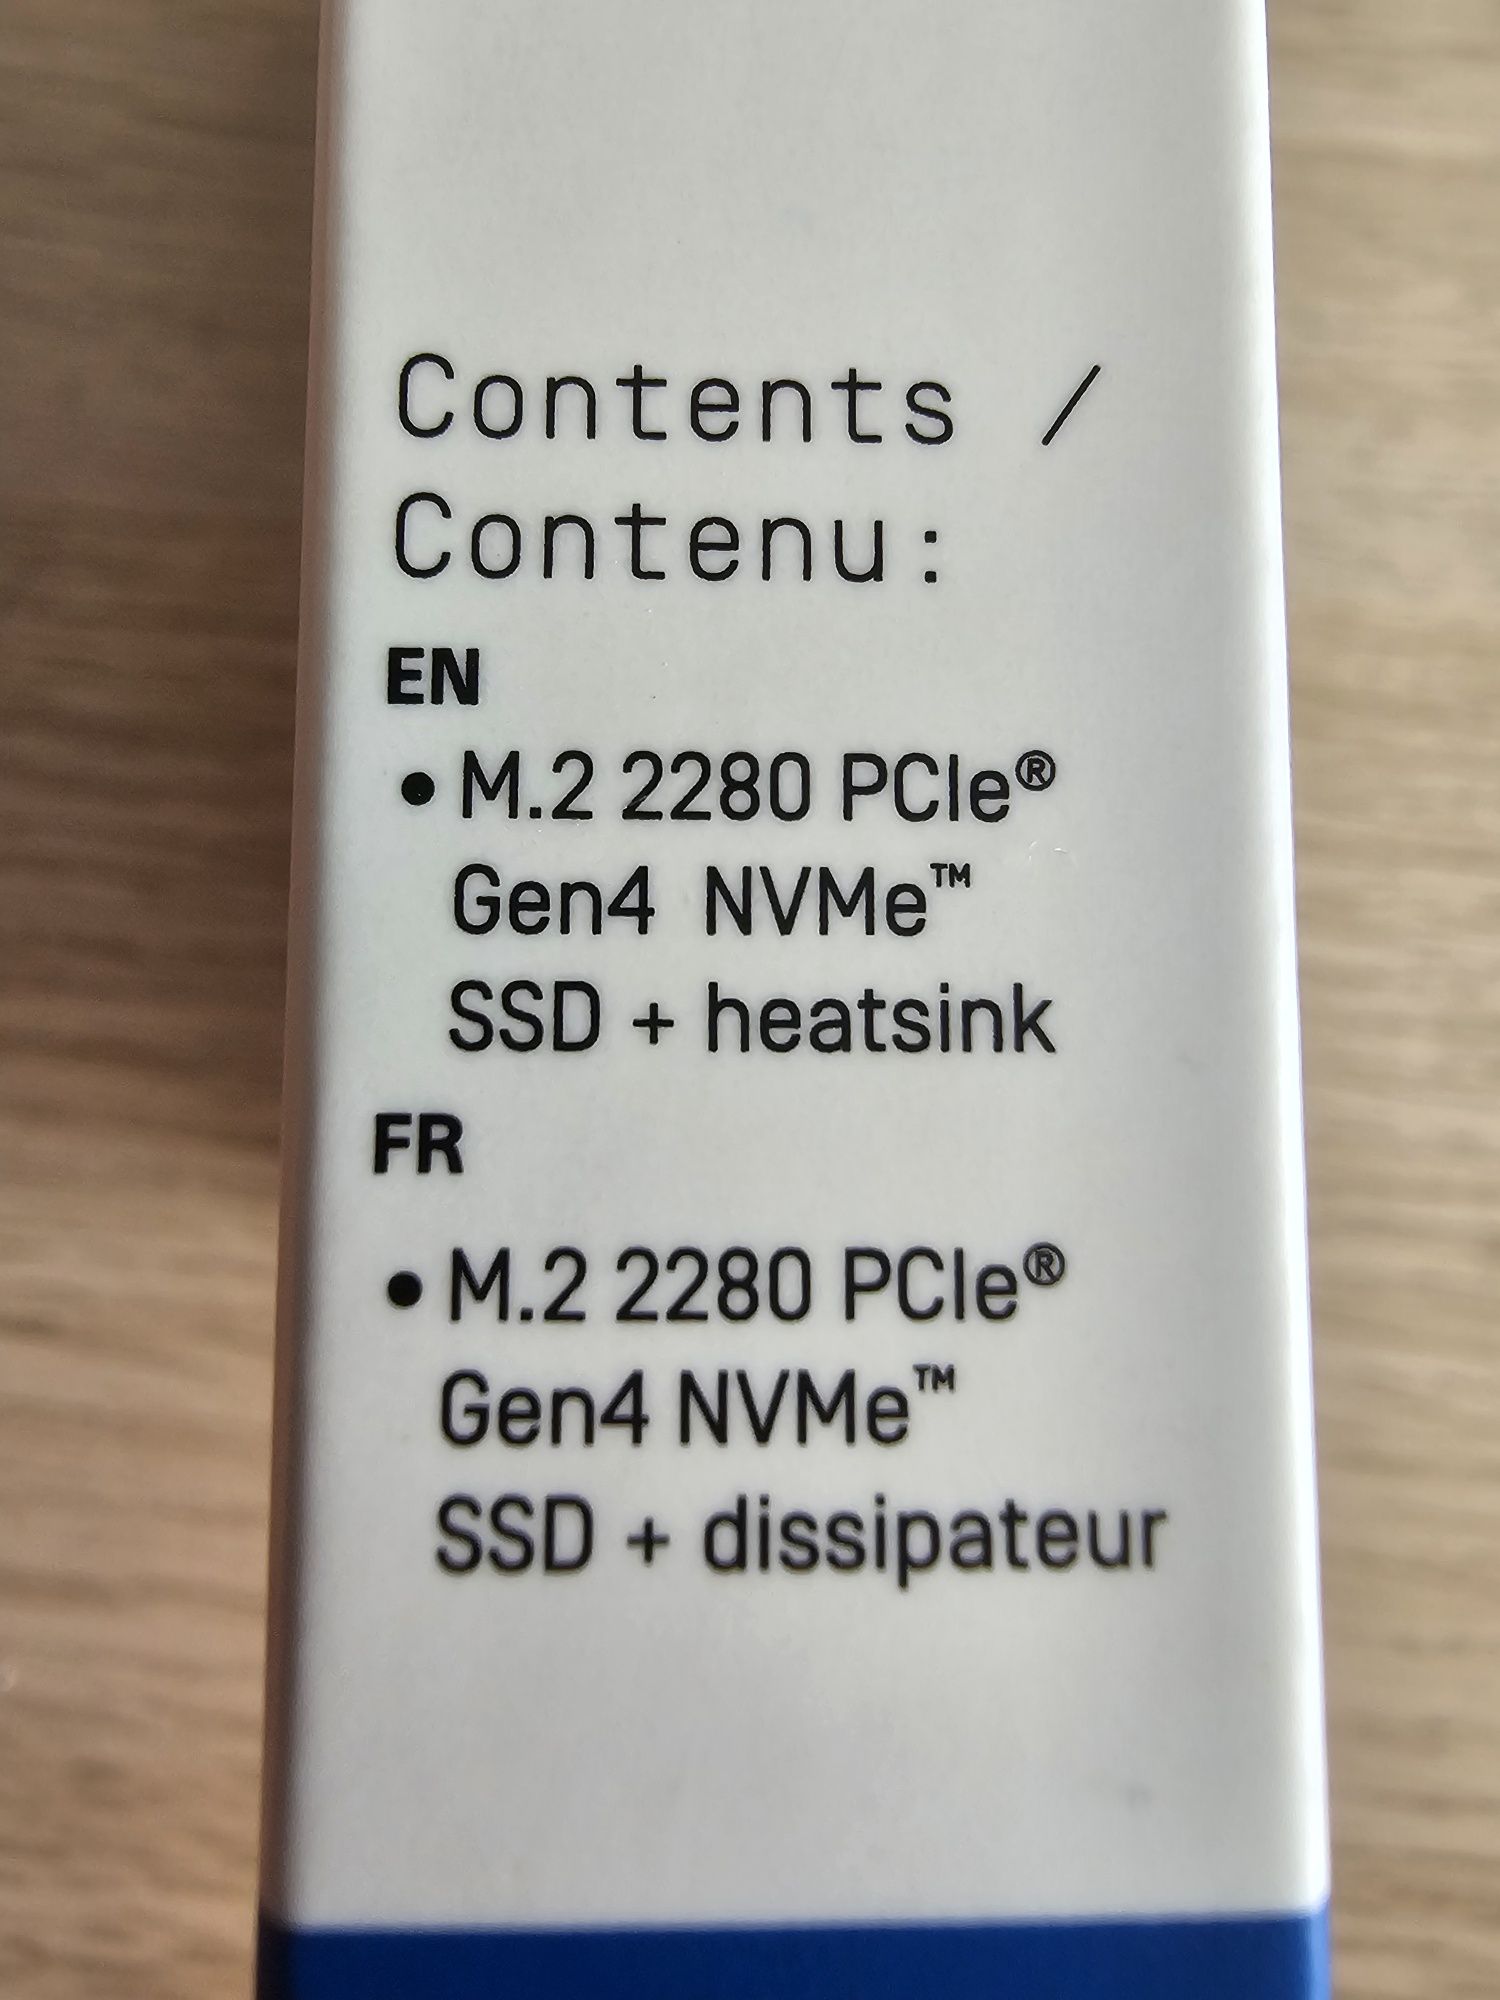 Contents /
Contenu:
EN
• M.2 2280 PCIe®
Gen4 NVMe™
SSD + heatsink
FR
• M.2 2280 PCIe®
Gen4 NVMe™
SSD + dissipateur